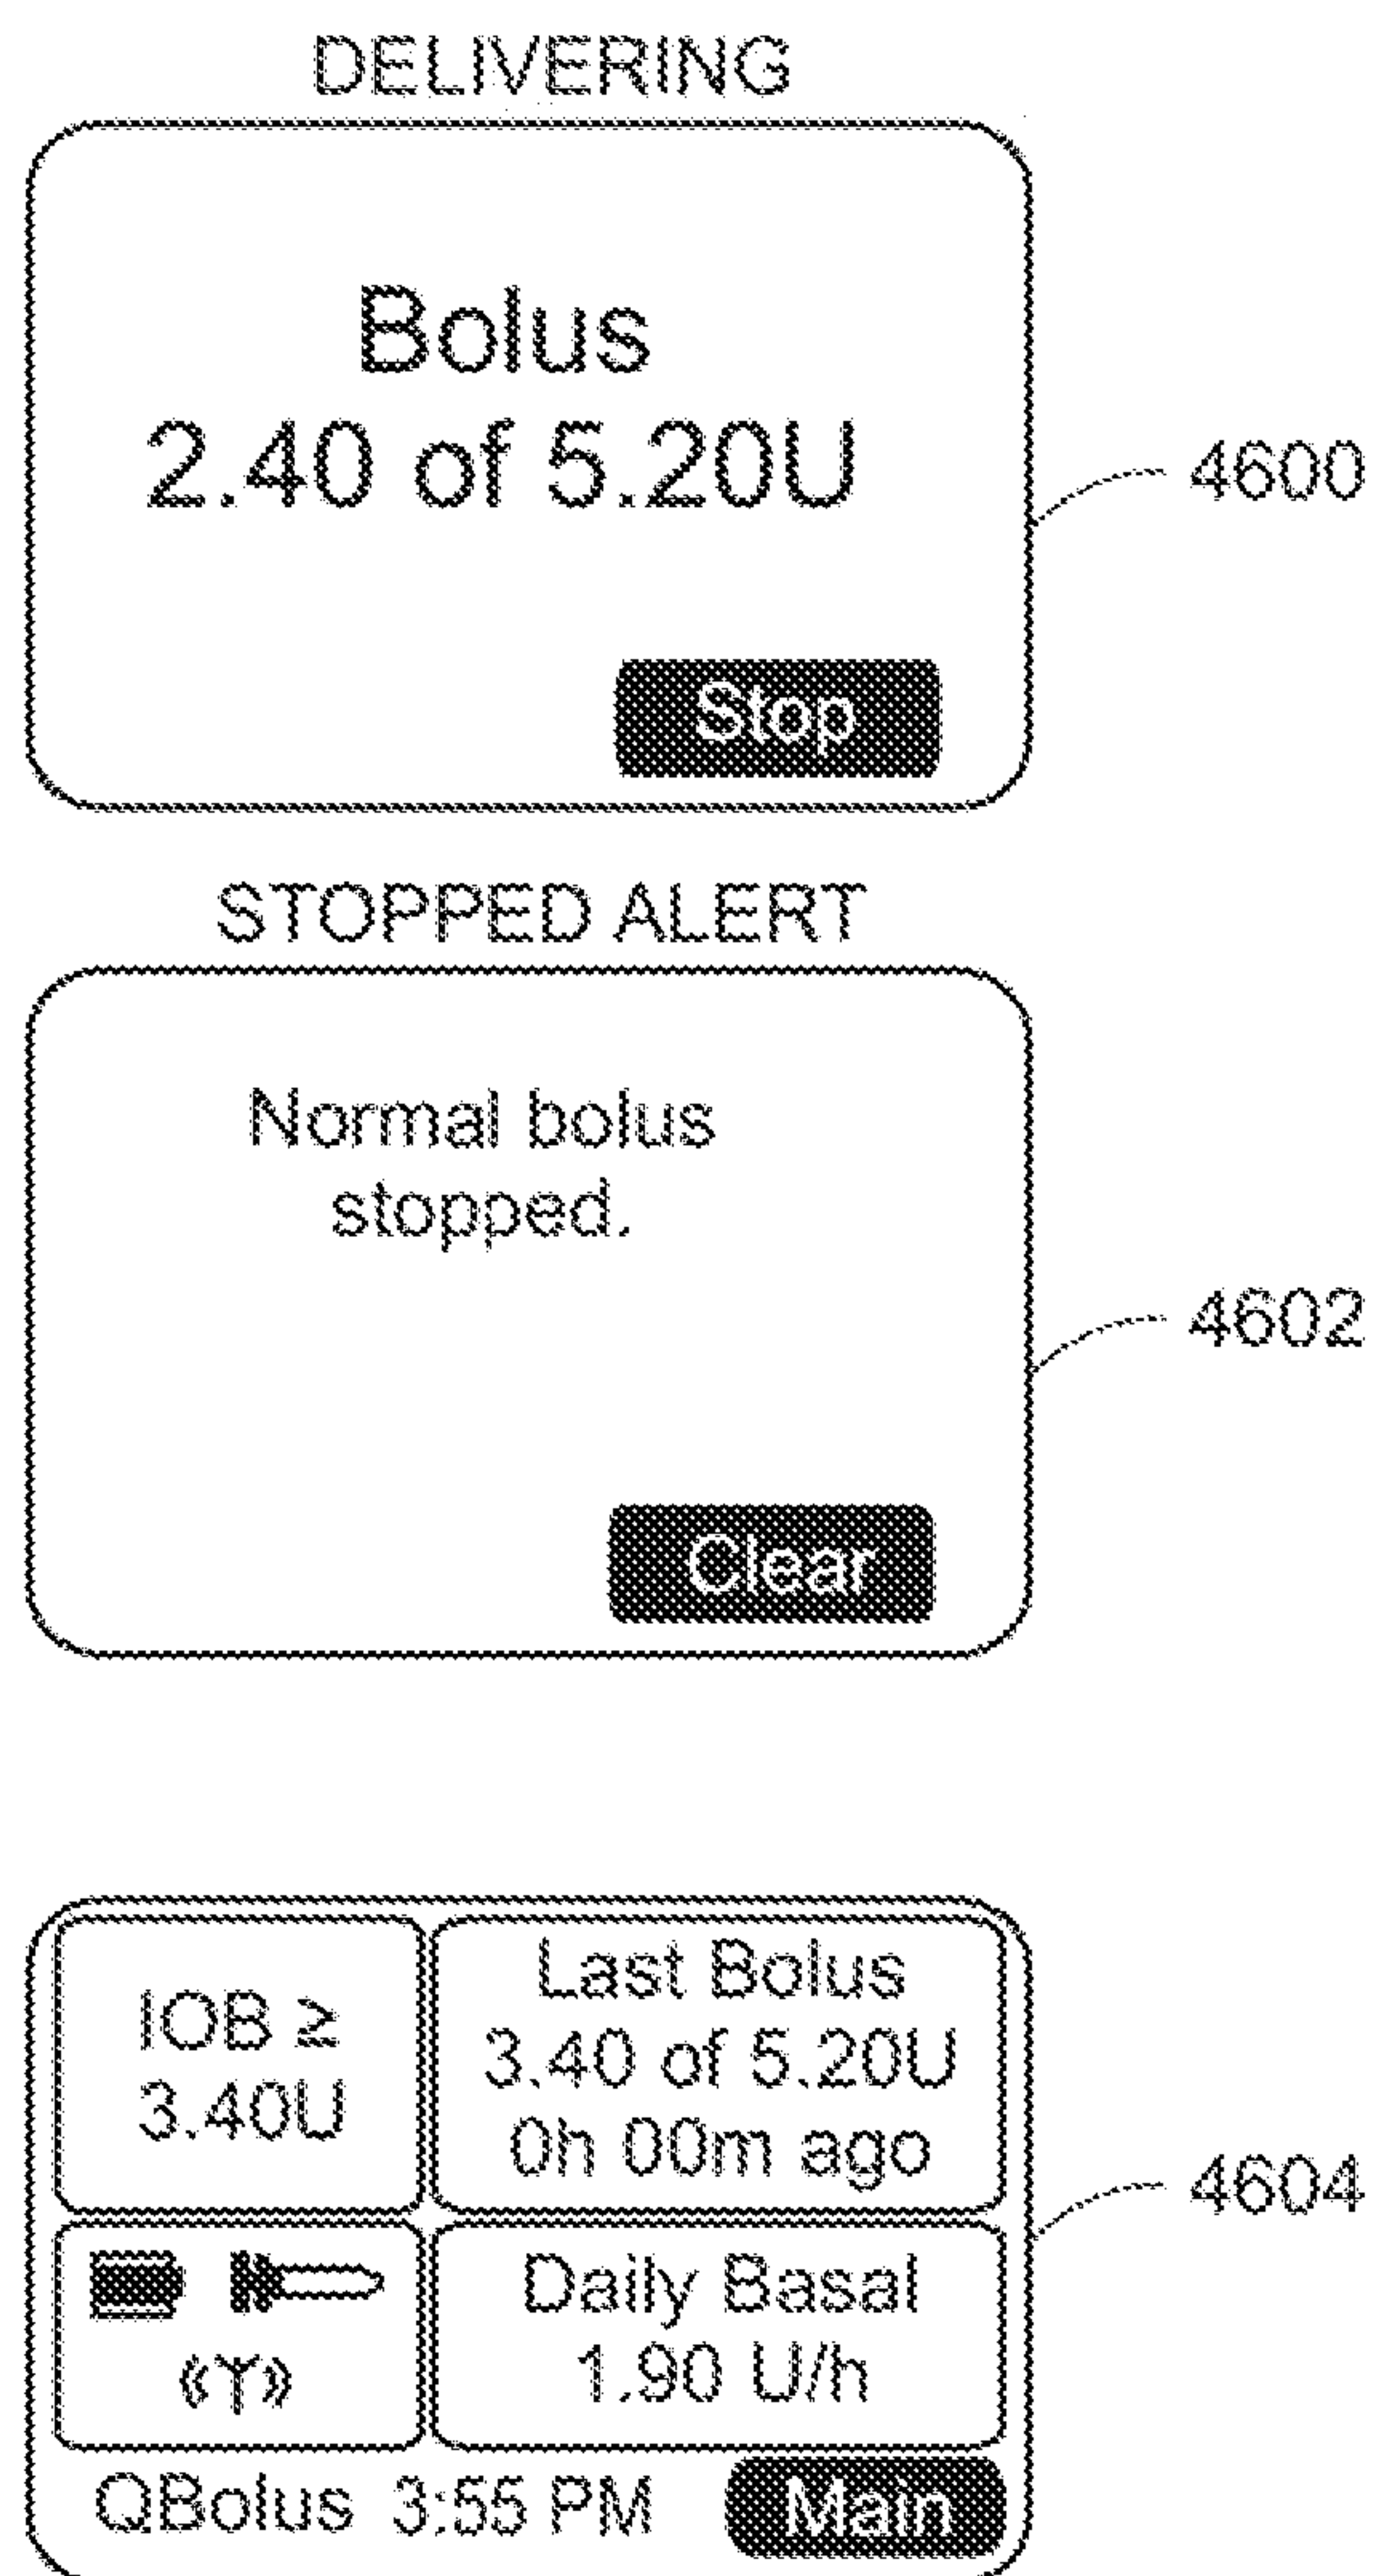 DELIVERING
Bolus
2.40 of 5.20U
Stop
4600
STOPPED ALERT
Normal bolus
stopped.
Clear
4602
IOB ≥
3.40U
Last Bolus
3.40 of 5.20U
0h 00m ago
Daily Basal
1.90 U/h
QBolus 3:55 PM
Main
4604